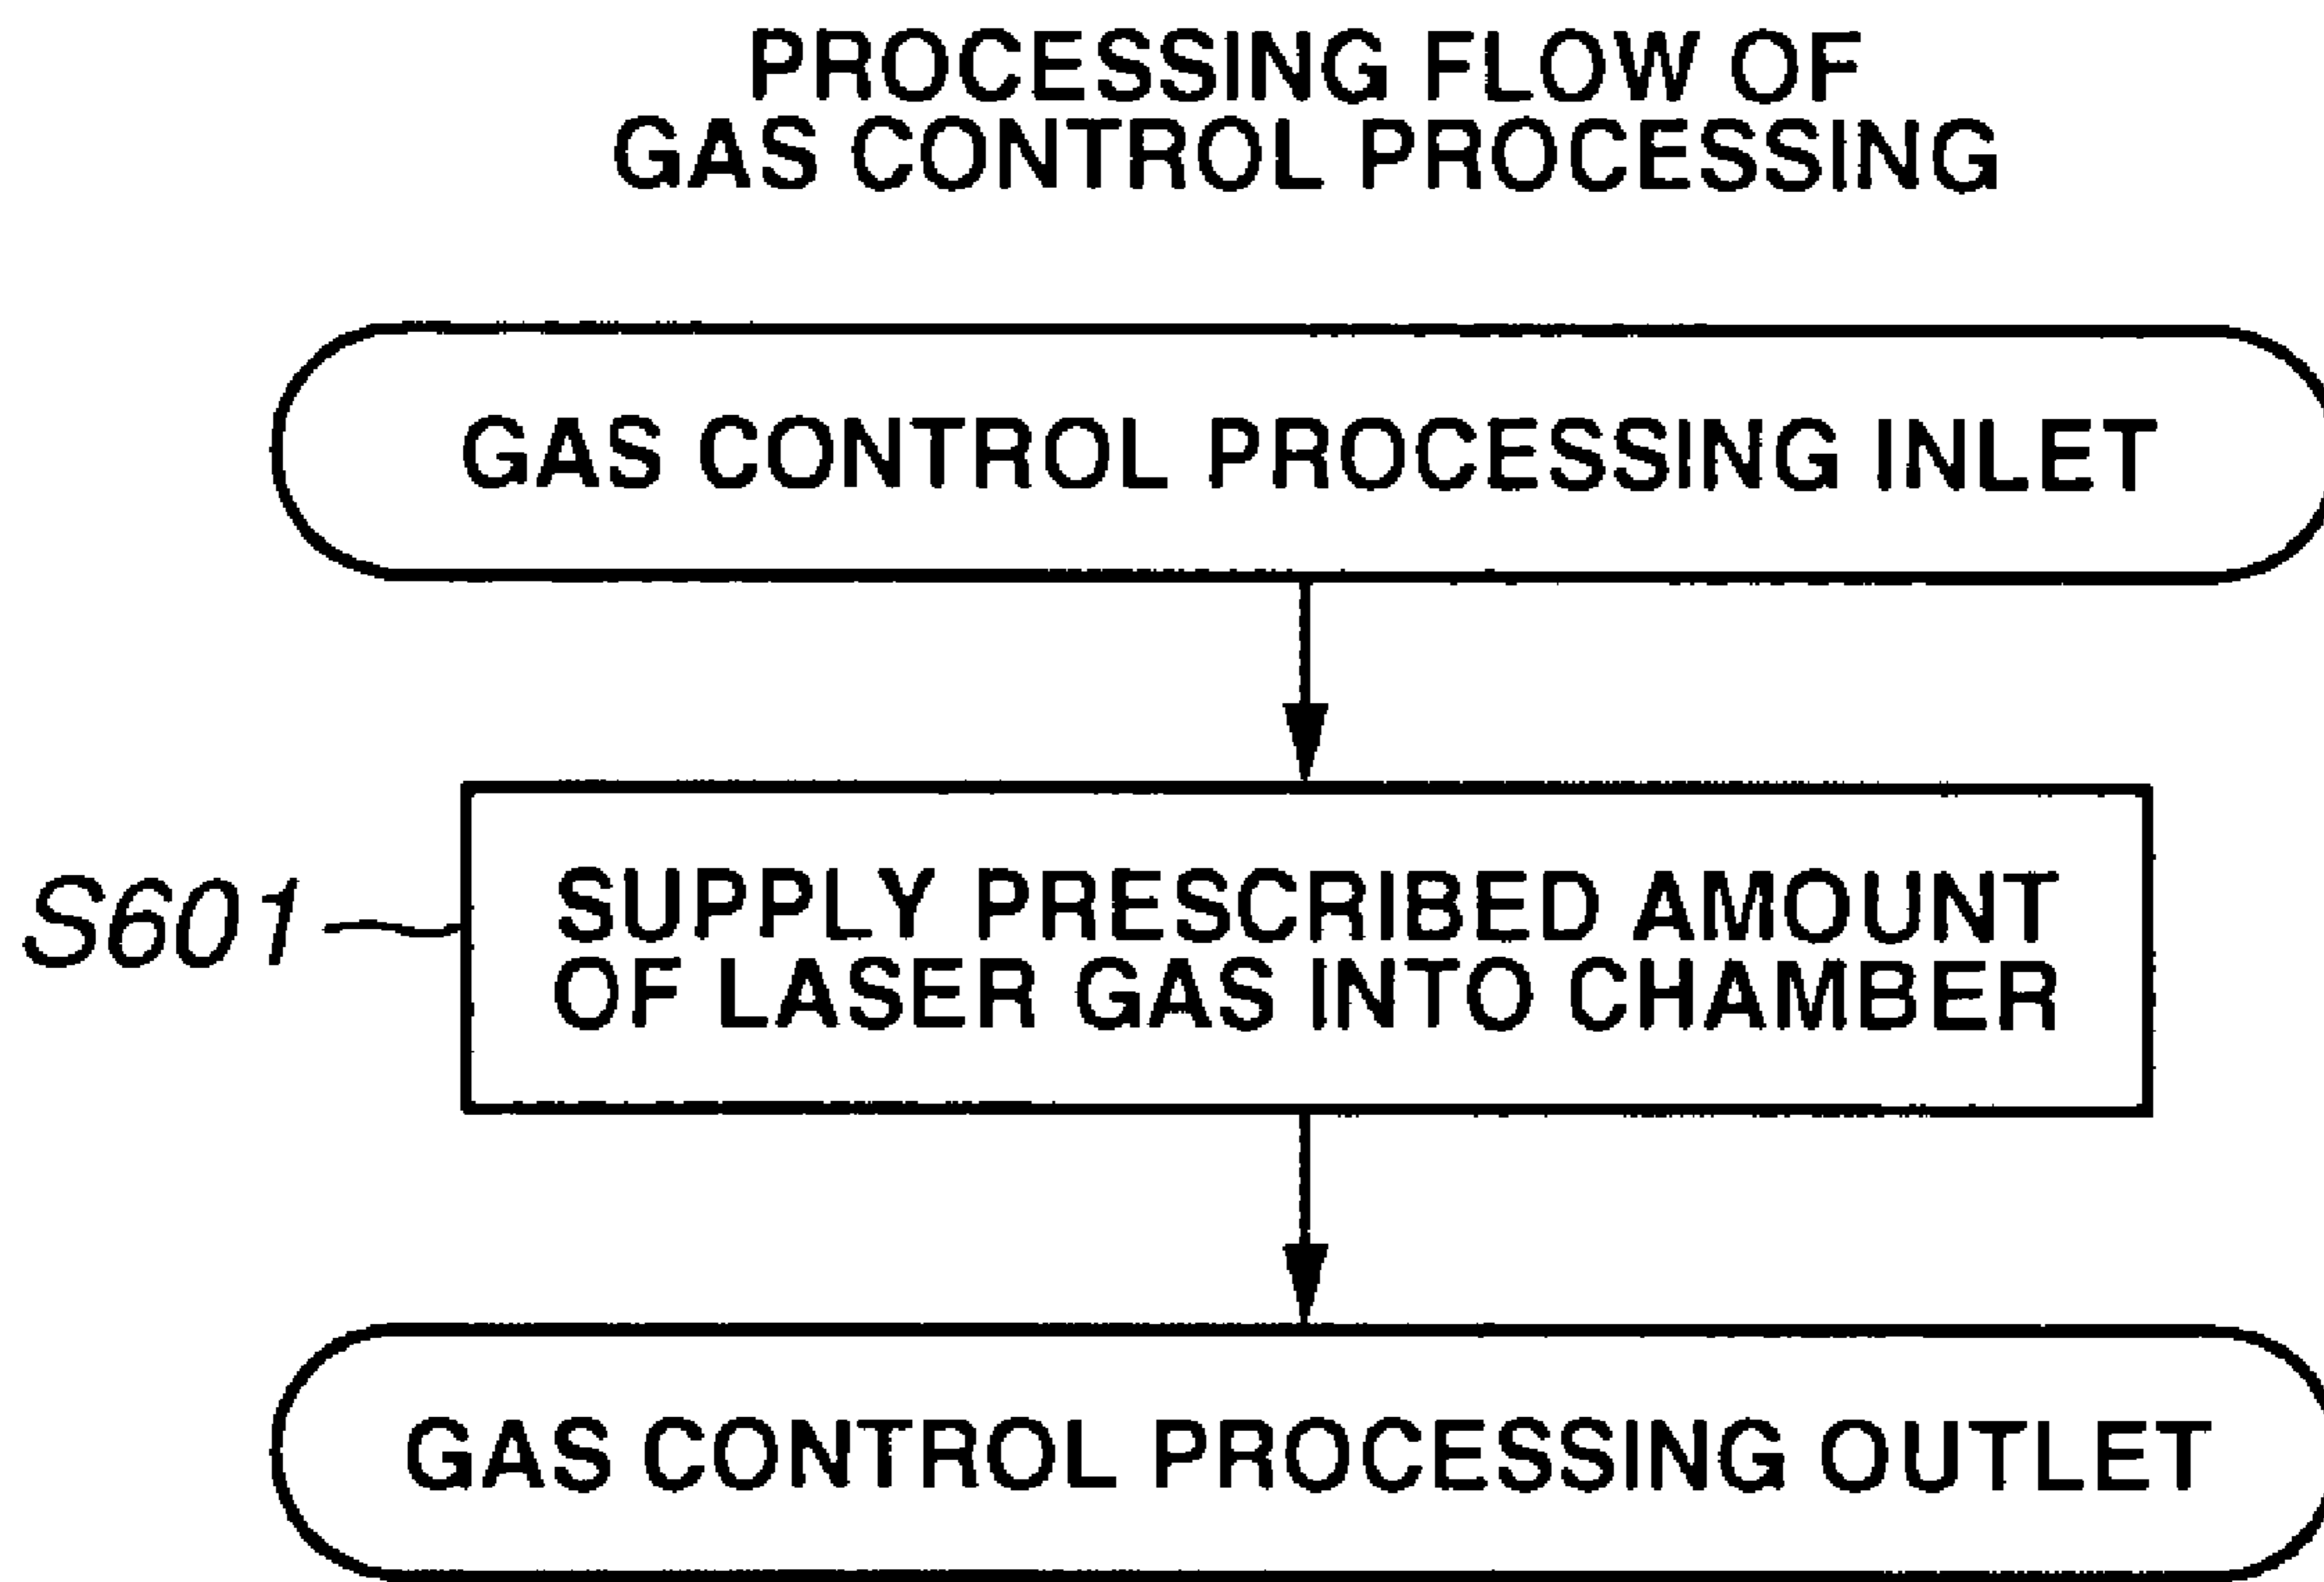 PROCESSING FLOW OF
GAS CONTROL PROCESSING
GAS CONTROL PROCESSING INLET
S601
SUPPLY PRESCRIBED AMOUNT
OF LASER GAS INTO CHAMBER
GAS CONTROL PROCESSING OUTLET